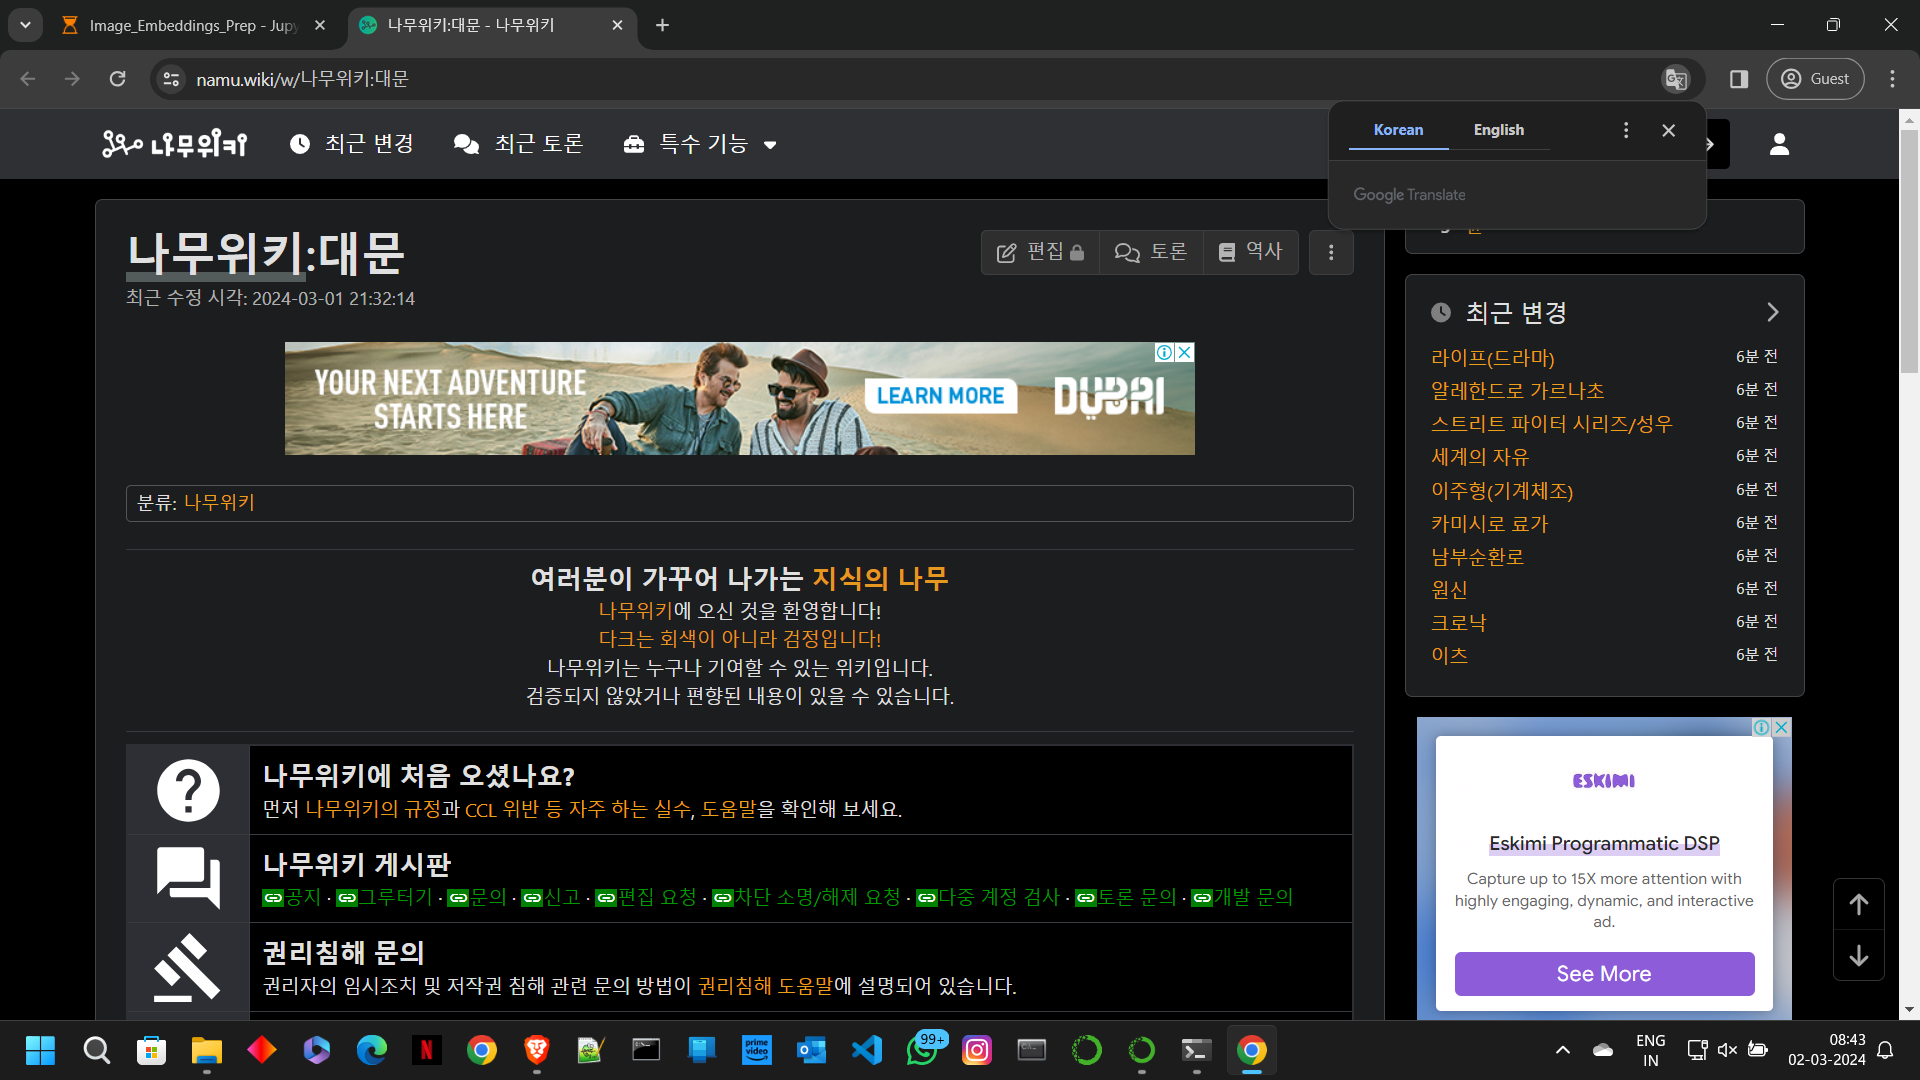 Image_Embeddings_Prep - Jupy
나무위키:대문 - 나무위키
namu.wiki/w/나무위키:대문
Guest
나무위키
최근 변경
최근 토론
특수 기능
Korean
English
Google Translate
나무위키:대문
편집
토론
역사
최근 수정 시각: 2024-03-01 21:32:14
YOUR NEXT ADVENTURE
STARTS HERE
LEARN MORE
DUBAI
분류: 나무위키
여러분이 가꾸어 나가는 지식의 나무
나무위키에 오신 것을 환영합니다!
다크는 회색이 아니라 검정입니다!
나무위키는 누구나 기여할 수 있는 위키입니다.
검증되지 않았거나 편향된 내용이 있을 수 있습니다.
나무위키에 처음 오셨나요?
먼저 나무위키의 규정과 CCL 위반 등 자주 하는 실수, 도움말을 확인해 보세요.
나무위키 게시판
공지 · 그루터기 · 문의 · 신고 · 편집 요청 · 차단 소명/해제 요청 · 다중 계정 검사 · 토론 문의 · 개발 문의
권리침해 문의
권리자의 임시조치 및 저작권 침해 관련 문의 방법이 권리침해 도움말에 설명되어 있습니다.
최근 변경
라이프(드라마) 6분 전
알레한드로 가르나초 6분 전
스트리트 파이터 시리즈/성우 6분 전
세계의 자유 6분 전
이주형(기계체조) 6분 전
카미시로 료가 6분 전
남부순환로 6분 전
원신 6분 전
크로낙 6분 전
이츠 6분 전
ESKIMI
Eskimi Programmatic DSP
Capture up to 15X more attention with
highly engaging, dynamic, and interactive
ad.
See More
prime
video
99+
ENG
IN
08:43
02-03-2024